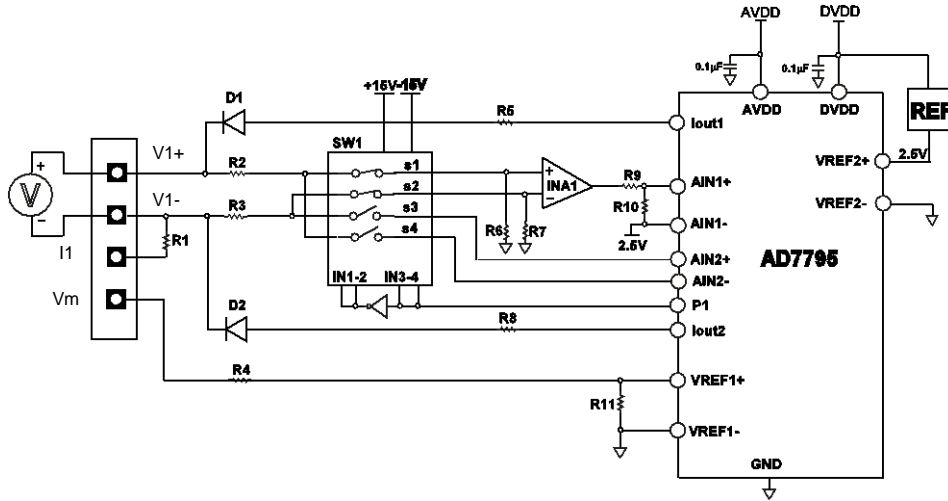 AVDD DVDD
0.1µF 0.1µF
+15V -15V
D1 R5 Iout1 AVDD DVDD REF
V1+ R2 SW1 s1 VREF2+ 2.5V
+ V − s2 + INA1 − R9 AIN1+
V1- R3 s3 R10 VREF2-
R1 s4 R6 R7 2.5V AIN1-
I1 AIN2+ AD7795
IN1-2 IN3-4 AIN2-
Vm P1
D2 R8 Iout2
R4 VREF1+
R11
VREF1-
GND